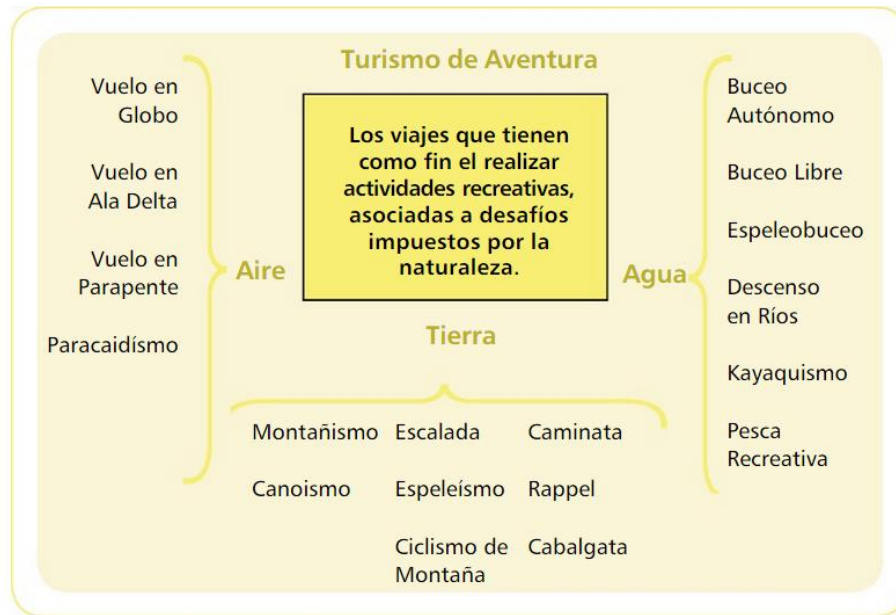 Turismo de Aventura
Los viajes que tienen
como fin el realizar
actividades recreativas,
asociadas a desafíos
impuestos por la
naturaleza.
Aire
Vuelo en
Globo
Vuelo en
Ala Delta
Vuelo en
Parapente
Paracaidísmo
Agua
Buceo
Autónomo
Buceo Libre
Espeleobuceo
Descenso
en Ríos
Kayaquismo
Pesca
Recreativa
Tierra
Montañismo
Escalada
Caminata
Canoismo
Espeleísmo
Rappel
Ciclismo de
Montaña
Cabalgata